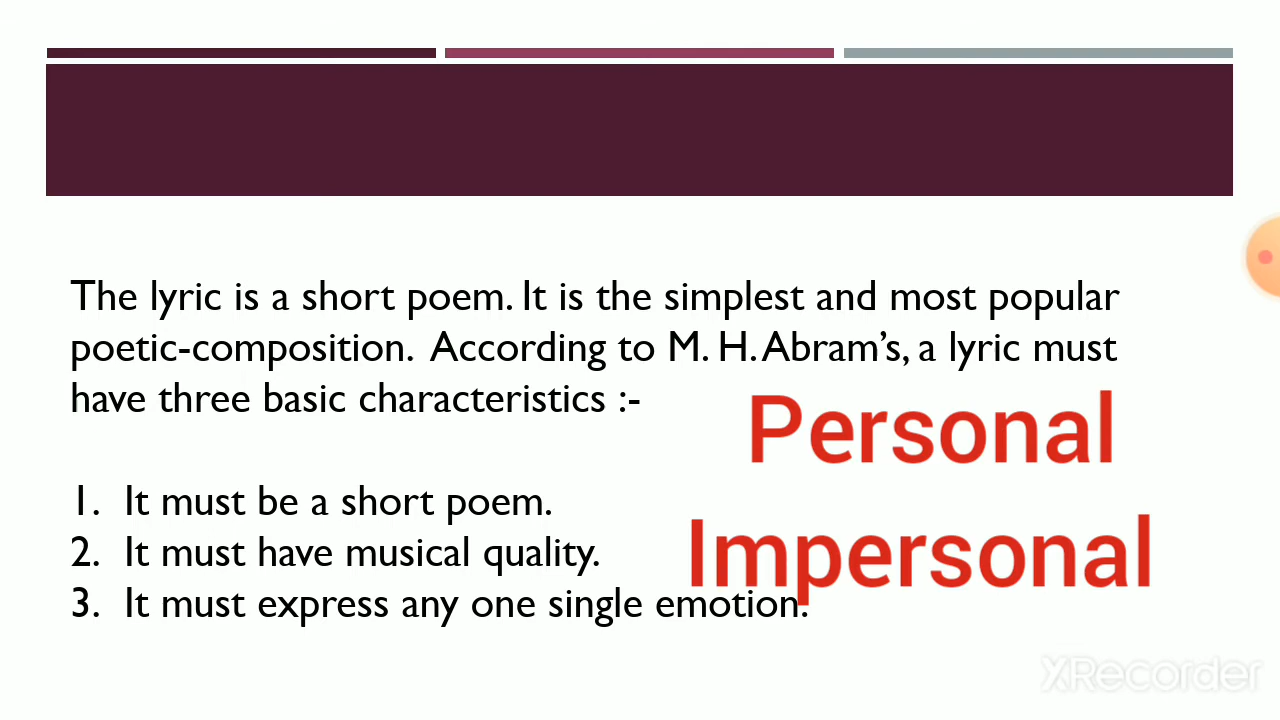 The lyric is a short poem. It is the simplest and most popular
poetic-composition.  According to M. H. Abram’s, a lyric must
have three basic characteristics :-
Personal
1. It must be a short poem.
Impersonal
2. It must have musical quality.
3. It must express any one single emotion.
XRecorder